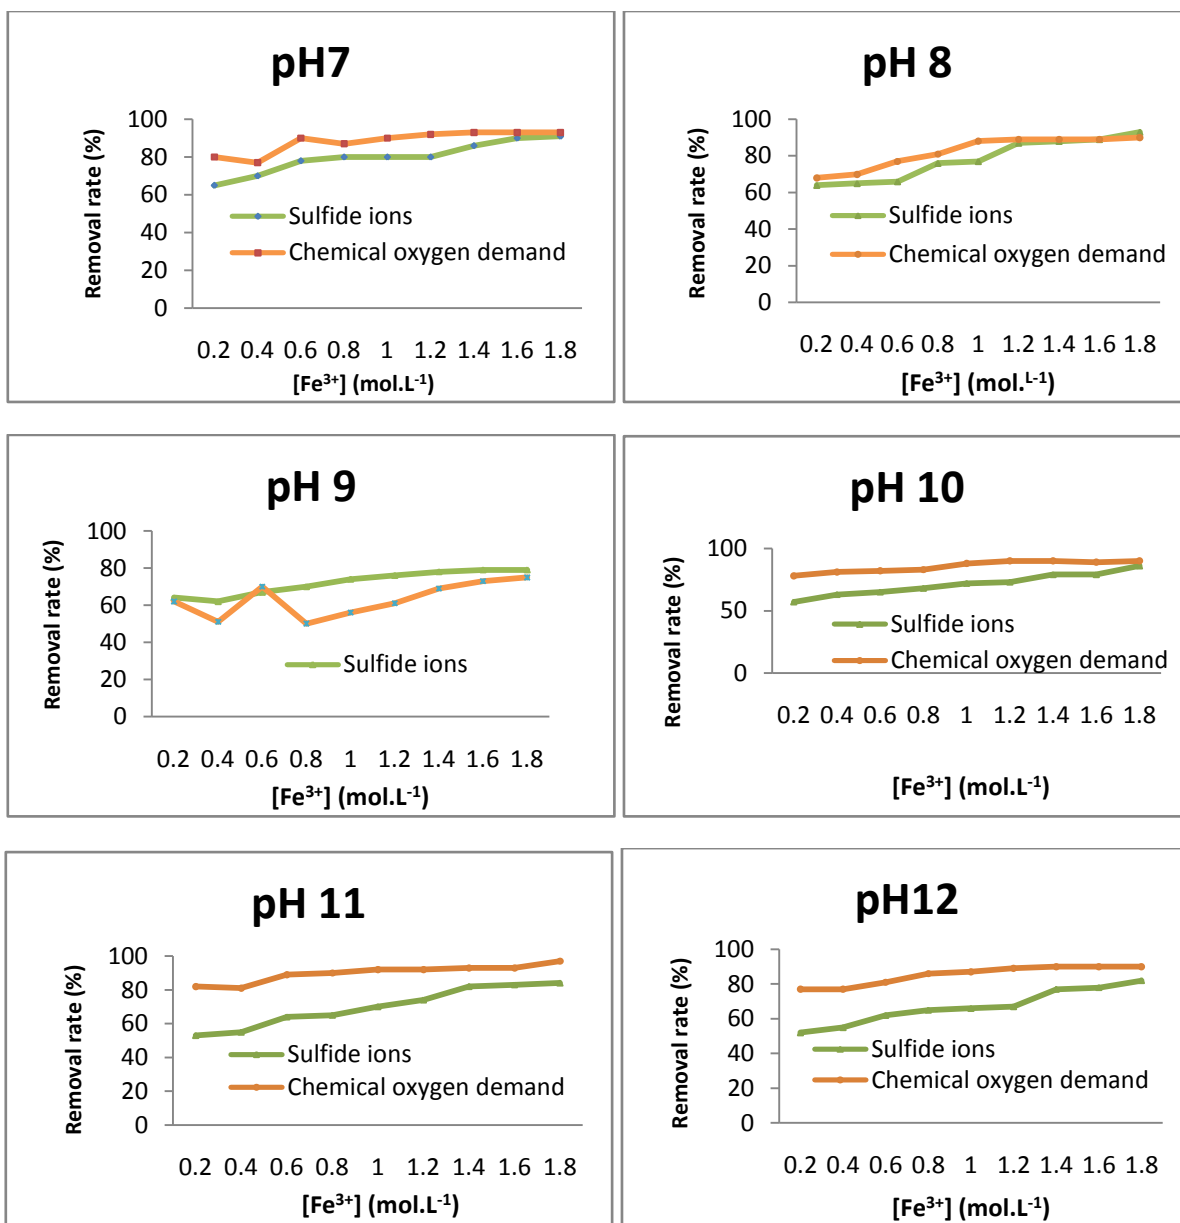 pH7
100
80
60
40
20
0
Removal rate (%)
Sulfide ions
Chemical oxygen demand
0.2 0.4 0.6 0.8 1 1.2 1.4 1.6 1.8
[Fe³⁺] (mol.L⁻¹)
pH 8
100
80
60
40
20
0
Removal rate (%)
Sulfide ions
Chemical oxygen demand
0.2 0.4 0.6 0.8 1 1.2 1.4 1.6 1.8
[Fe³⁺] (mol.L⁻¹)
pH 9
100
80
60
40
20
0
Removal rate (%)
Sulfide ions
0.2 0.4 0.6 0.8 1 1.2 1.4 1.6 1.8
[Fe³⁺] (mol.L⁻¹)
pH 10
100
50
0
Removal rate (%)
Sulfide ions
Chemical oxygen demand
0.2 0.4 0.6 0.8 1 1.2 1.4 1.6 1.8
[Fe³⁺] (mol.L⁻¹)
pH 11
100
80
60
40
20
0
Removal rate (%)
Sulfide ions
Chemical oxygen demand
0.2 0.4 0.6 0.8 1 1.2 1.4 1.6 1.8
[Fe³⁺] (mol.L⁻¹)
pH12
100
80
60
40
20
0
Removal rate (%)
Sulfide ions
Chemical oxygen demand
0.2 0.4 0.6 0.8 1 1.2 1.4 1.6 1.8
[Fe³⁺] (mol.L⁻¹)